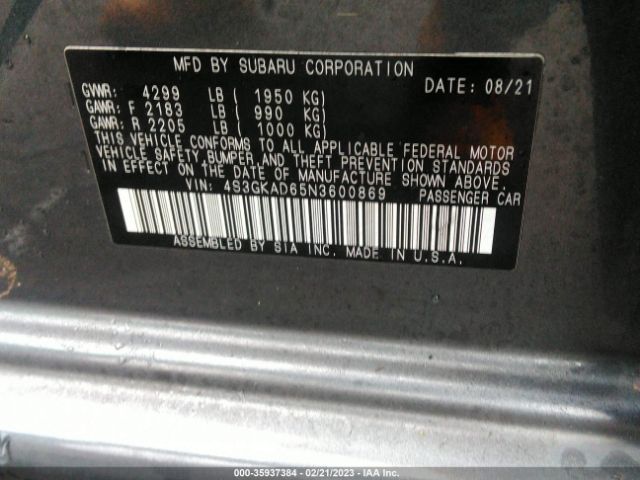 MFD BY SUBARU CORPORATION
DATE: 08/21
GVWR: 4299 LB ( 1950 KG)
GAWR: F 2183 LB ( 990 KG)
GAWR: R 2205 LB ( 1000 KG)
THIS VEHICLE CONFORMS TO ALL APPLICABLE FEDERAL MOTOR
VEHICLE SAFETY, BUMPER, AND THEFT PREVENTION STANDARDS
IN EFFECT ON THE DATE OF MANUFACTURE SHOWN ABOVE.
VIN: 4S3GKAD65N3600869 PASSENGER CAR
ASSEMBLED BY SIA INC. MADE IN U.S.A.
000-35937384 - 02/21/2023 - IAA Inc.